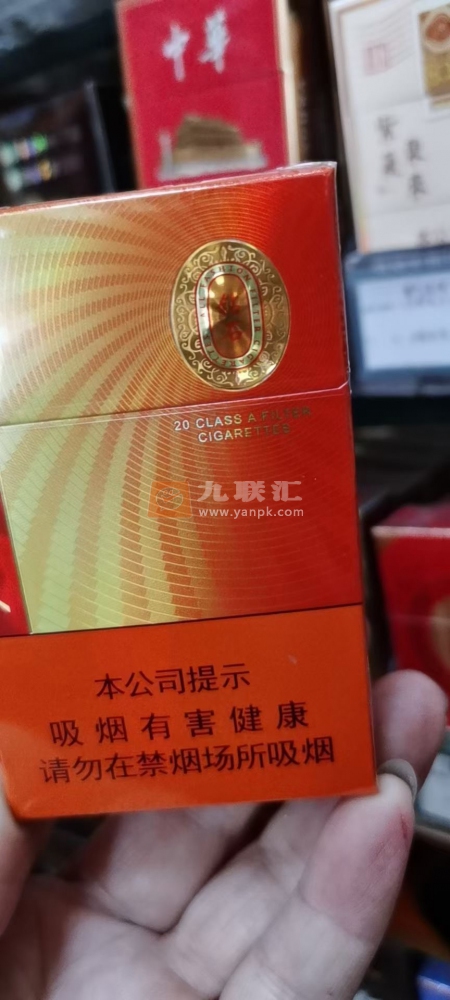 中華
20 CLASS A FILTER
CIGARETTES
九联汇
www.yanpk.com
本公司提示
吸烟有害健康
请勿在禁烟场所吸烟